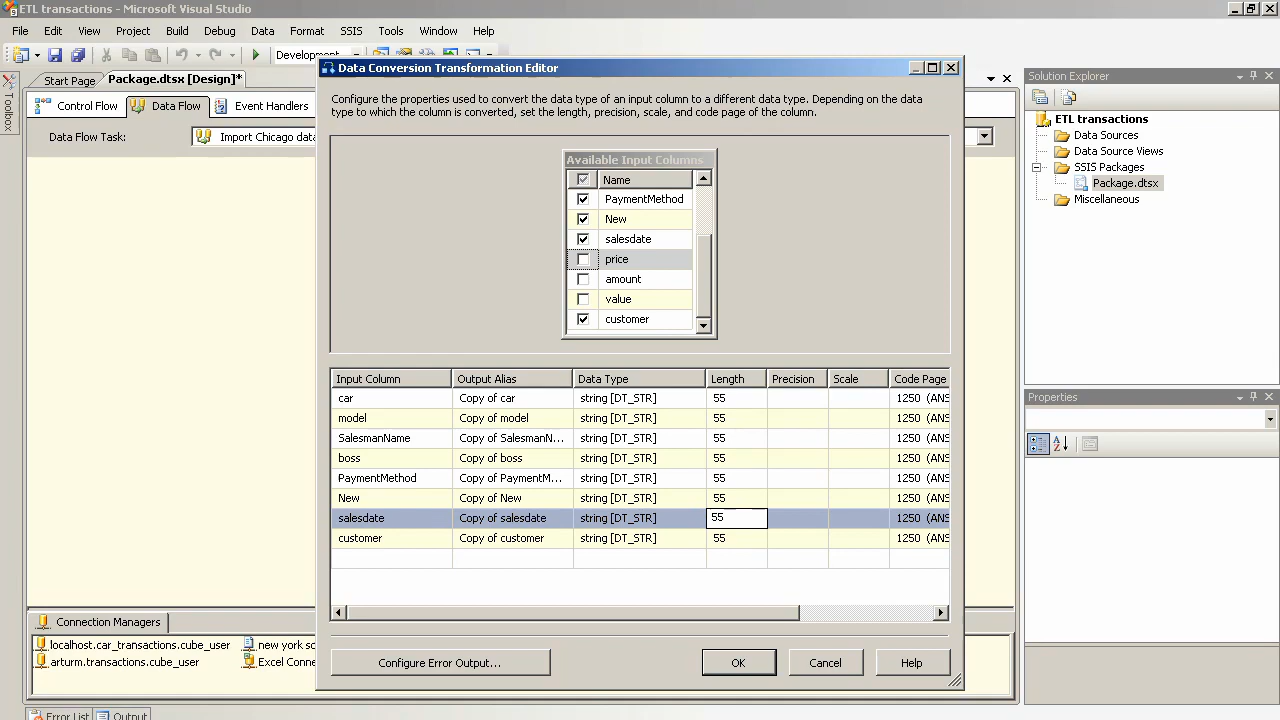 ETL transactions - Microsoft Visual Studio
File Edit View Project Build Debug Data Format SSIS Tools Window Help
Development
Start Page Package.dtsx [Design]*
Control Flow Data Flow Event Handlers
Data Flow Task: Import Chicago data
Toolbox
Data Conversion Transformation Editor
Configure the properties used to convert the data type of an input column to a different data type. Depending on the data
type to which the column is converted, set the length, precision, scale, and code page of the column.
Available Input Columns
Name
PaymentMethod
New
salesdate
price
amount
value
customer
Input Column Output Alias Data Type Length Precision Scale Code Page
car Copy of car string [DT_STR] 55 1250 (ANS
model Copy of model string [DT_STR] 55 1250 (ANS
SalesmanName Copy of SalesmanN... string [DT_STR] 55 1250 (ANS
boss Copy of boss string [DT_STR] 55 1250 (ANS
PaymentMethod Copy of PaymentM... string [DT_STR] 55 1250 (ANS
New Copy of New string [DT_STR] 55 1250 (ANS
salesdate Copy of salesdate string [DT_STR] 55 1250 (ANS
customer Copy of customer string [DT_STR] 55 1250 (ANS
Configure Error Output... OK Cancel Help
Connection Managers
localhost.car_transactions.cube_user new york sc
arturm.transactions.cube_user Excel Conne
Error List Output
Solution Explorer
ETL transactions
Data Sources
Data Source Views
SSIS Packages
Package.dtsx
Miscellaneous
Properties